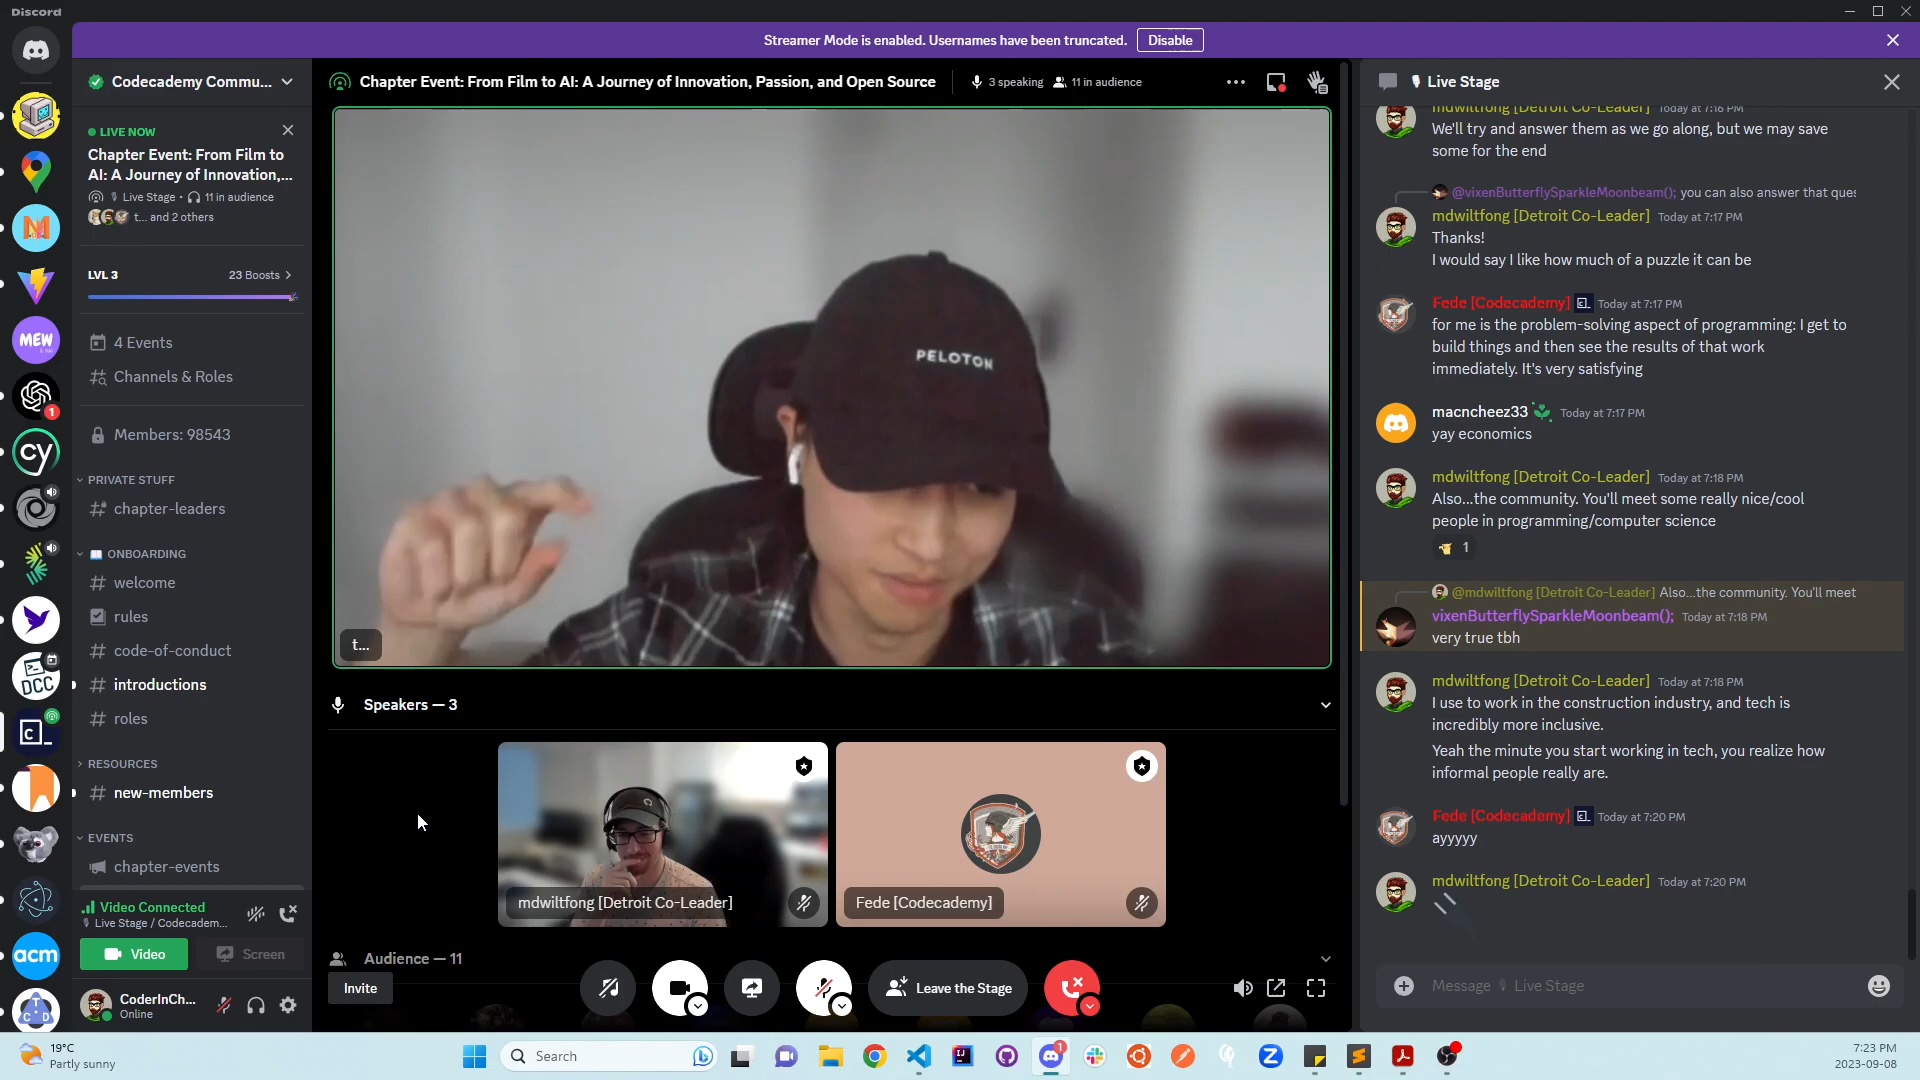 Discord
Streamer Mode is enabled. Usernames have been truncated.
Disable
Codecademy Commu...
LIVE NOW
Chapter Event: From Film to
AI: A Journey of Innovation,...
Live Stage • 11 in audience
t... and 2 others
LVL 3
23 Boosts
4 Events
Channels & Roles
Members: 98543
PRIVATE STUFF
chapter-leaders
ONBOARDING
welcome
rules
code-of-conduct
introductions
roles
RESOURCES
new-members
EVENTS
chapter-events
Video Connected
Live Stage / Codecadem...
Video
Screen
CoderInCh...
Online
MEW
1
cy
DCC
C
acm
CTD
Chapter Event: From Film to AI: A Journey of Innovation, Passion, and Open Source
3 speaking
11 in audience
PELOTON
t...
Speakers — 3
mdwiltfong [Detroit Co-Leader]
Fede [Codecademy]
Audience — 11
Invite
Leave the Stage
Live Stage
mdwiltfong [Detroit Co-Leader] Today at 7:16 PM
We'll try and answer them as we go along, but we may save
some for the end
@vixenButterflySparkleMoonbeam(); you can also answer that ques
mdwiltfong [Detroit Co-Leader] Today at 7:17 PM
Thanks!
I would say I like how much of a puzzle it can be
Fede [Codecademy] Today at 7:17 PM
for me is the problem-solving aspect of programming: I get to
build things and then see the results of that work
immediately. It's very satisfying
macncheez33 Today at 7:17 PM
yay economics
mdwiltfong [Detroit Co-Leader] Today at 7:18 PM
Also...the community. You'll meet some really nice/cool
people in programming/computer science
1
@mdwiltfong [Detroit Co-Leader] Also...the community. You'll meet
vixenButterflySparkleMoonbeam(); Today at 7:18 PM
very true tbh
mdwiltfong [Detroit Co-Leader] Today at 7:18 PM
I use to work in the construction industry, and tech is
incredibly more inclusive.
Yeah the minute you start working in tech, you realize how
informal people really are.
Fede [Codecademy] Today at 7:20 PM
ayyyyy
mdwiltfong [Detroit Co-Leader] Today at 7:20 PM
Message Live Stage
19°C
Partly sunny
Search
1
7:23 PM
2023-09-08